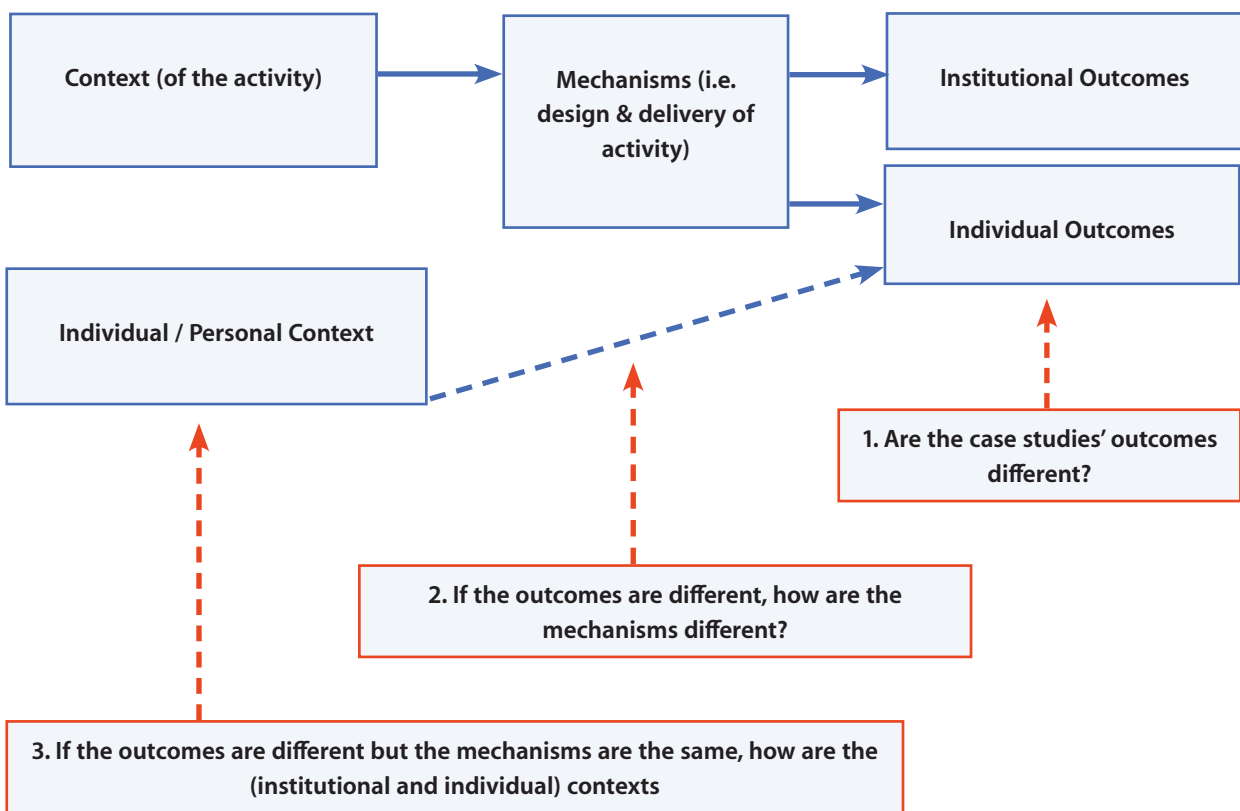 Context (of the activity)
Mechanisms (i.e.
design & delivery of
activity)
Institutional Outcomes
Individual Outcomes
Individual / Personal Context
1. Are the case studies’ outcomes
different?
2. If the outcomes are different, how are the
mechanisms different?
3. If the outcomes are different but the mechanisms are the same, how are the
(institutional and individual) contexts